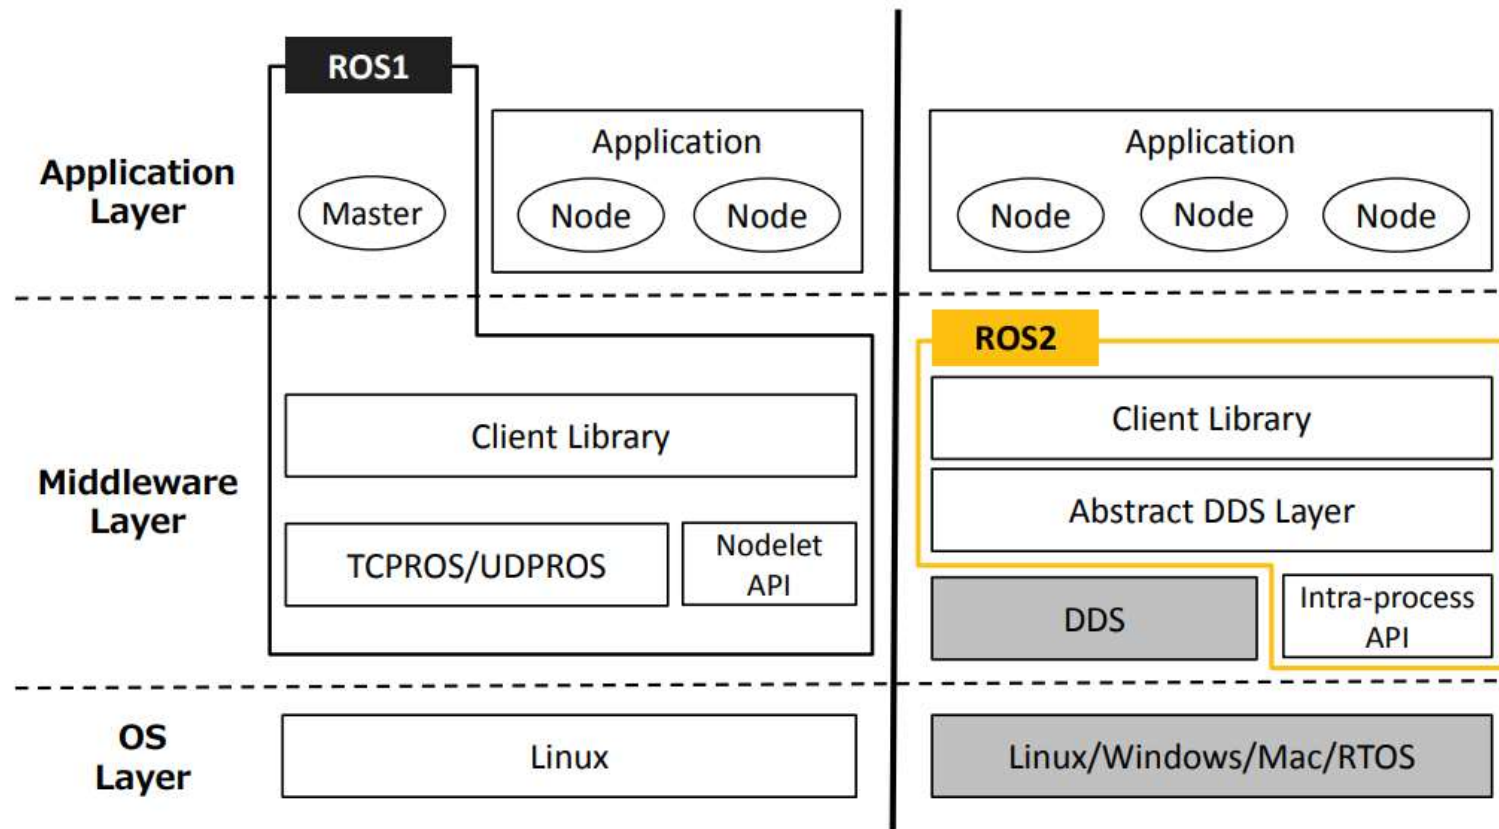 ROS1
Application
Layer
Master
Application
Node
Node
Application
Node
Node
Node
Middleware
Layer
Client Library
TCPROS/UDPROS
Nodelet
API
ROS2
Client Library
Abstract DDS Layer
DDS
Intra-process
API
OS
Layer
Linux
Linux/Windows/Mac/RTOS